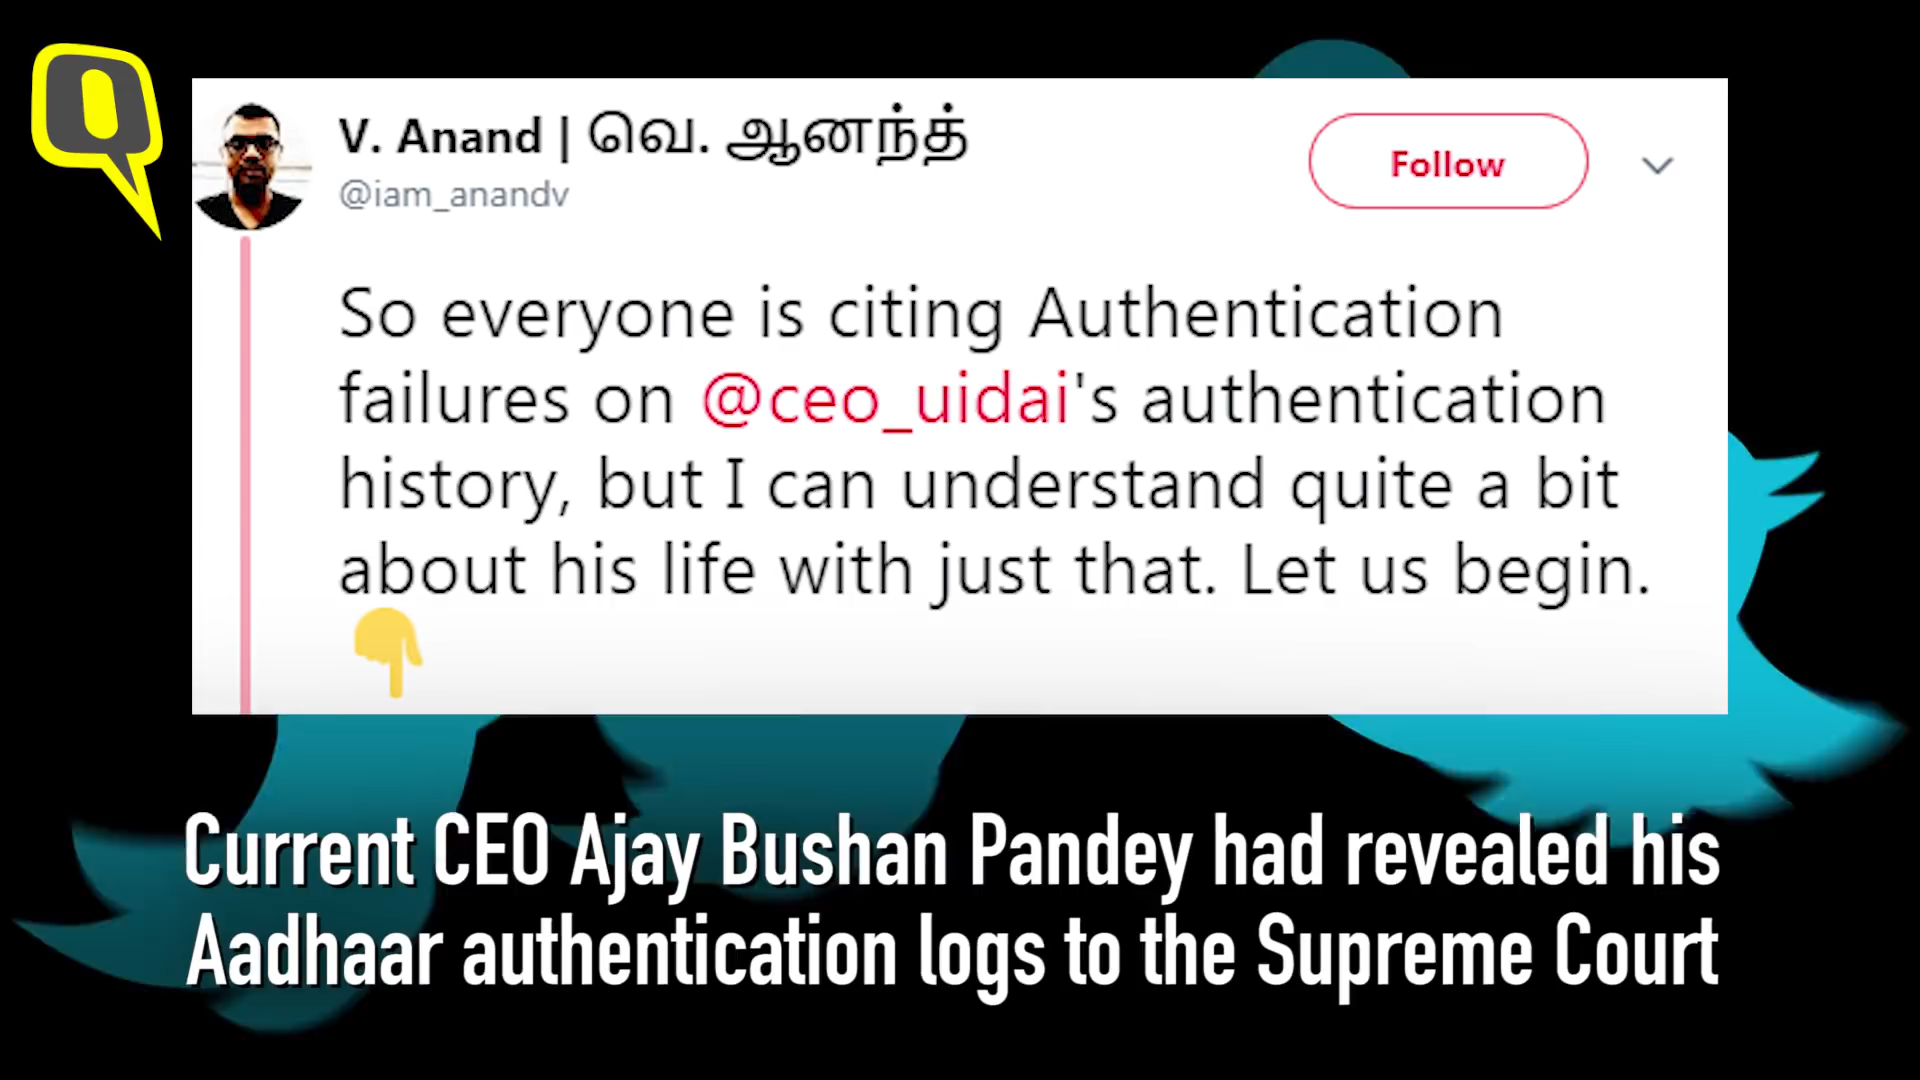 V. Anand | வெ. ஆனந்த்
@iam_anandv
Follow
So everyone is citing Authentication
failures on @ceo_uidai's authentication
history, but I can understand quite a bit
about his life with just that. Let us begin.
👇
Current CEO Ajay Bushan Pandey had revealed his
Aadhaar authentication logs to the Supreme Court